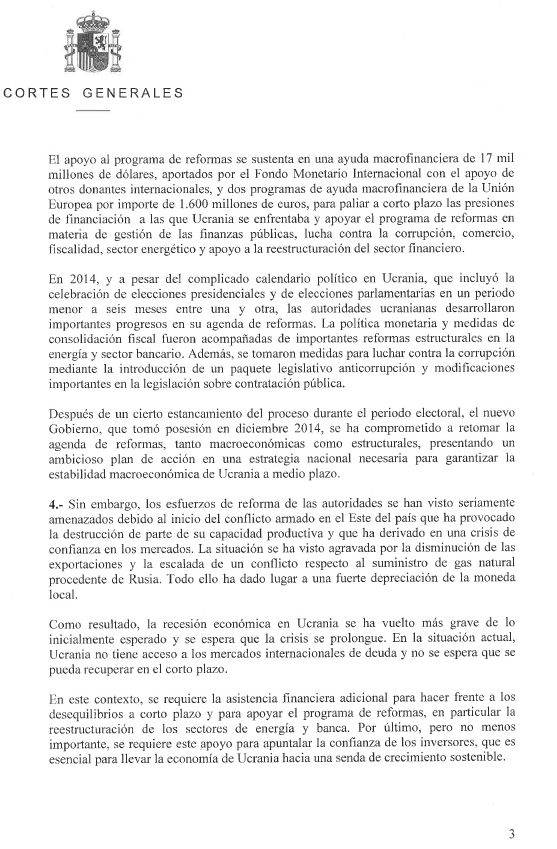 CORTES GENERALES
El apoyo al programa de reformas se sustenta en una ayuda macrofinanciera de 17 mil
millones de dólares, aportados por el Fondo Monetario Internacional con el apoyo de
otros donantes internacionales, y dos programas de ayuda macrofinanciera de la Unión
Europea por importe de 1.600 millones de euros, para paliar a corto plazo las presiones
de financiación a las que Ucrania se enfrentaba y apoyar el programa de reformas en
materia de gestión de las finanzas públicas, lucha contra la corrupción, comercio,
fiscalidad, sector energético y apoyo a la reestructuración del sector financiero.
En 2014, y a pesar del complicado calendario político en Ucrania, que incluyó la
celebración de elecciones presidenciales y de elecciones parlamentarias en un periodo
menor a seis meses entre una y otra, las autoridades ucranianas desarrollaron
importantes progresos en su agenda de reformas. La política monetaria y medidas de
consolidación fiscal fueron acompañadas de importantes reformas estructurales en la
energía y sector bancario. Además, se tomaron medidas para luchar contra la corrupción
mediante la introducción de un paquete legislativo anticorrupción y modificaciones
importantes en la legislación sobre contratación pública.
Después de un cierto estancamiento del proceso durante el periodo electoral, el nuevo
Gobierno, que tomó posesión en diciembre 2014, se ha comprometido a retomar la
agenda de reformas, tanto macroeconómicas como estructurales, presentando un
ambicioso plan de acción en una estrategia nacional necesaria para garantizar la
estabilidad macroeconómica de Ucrania a medio plazo.
4.- Sin embargo, los esfuerzos de reforma de las autoridades se han visto seriamente
amenazados debido al inicio del conflicto armado en el Este del país que ha provocado
la destrucción de parte de su capacidad productiva y que ha derivado en una crisis de
confianza en los mercados. La situación se ha visto agravada por la disminución de las
exportaciones y la escalada de un conflicto respecto al suministro de gas natural
procedente de Rusia. Todo ello ha dado lugar a una fuerte depreciación de la moneda
local.
Como resultado, la recesión económica en Ucrania se ha vuelto más grave de lo
inicialmente esperado y se espera que la crisis se prolongue. En la situación actual,
Ucrania no tiene acceso a los mercados internacionales de deuda y no se espera que se
pueda recuperar en el corto plazo.
En este contexto, se requiere la asistencia financiera adicional para hacer frente a los
desequilibrios a corto plazo y para apoyar el programa de reformas, en particular la
reestructuración de los sectores de energía y banca. Por último, pero no menos
importante, se requiere este apoyo para apuntalar la confianza de los inversores, que es
esencial para llevar la economía de Ucrania hacia una senda de crecimiento sostenible.
3